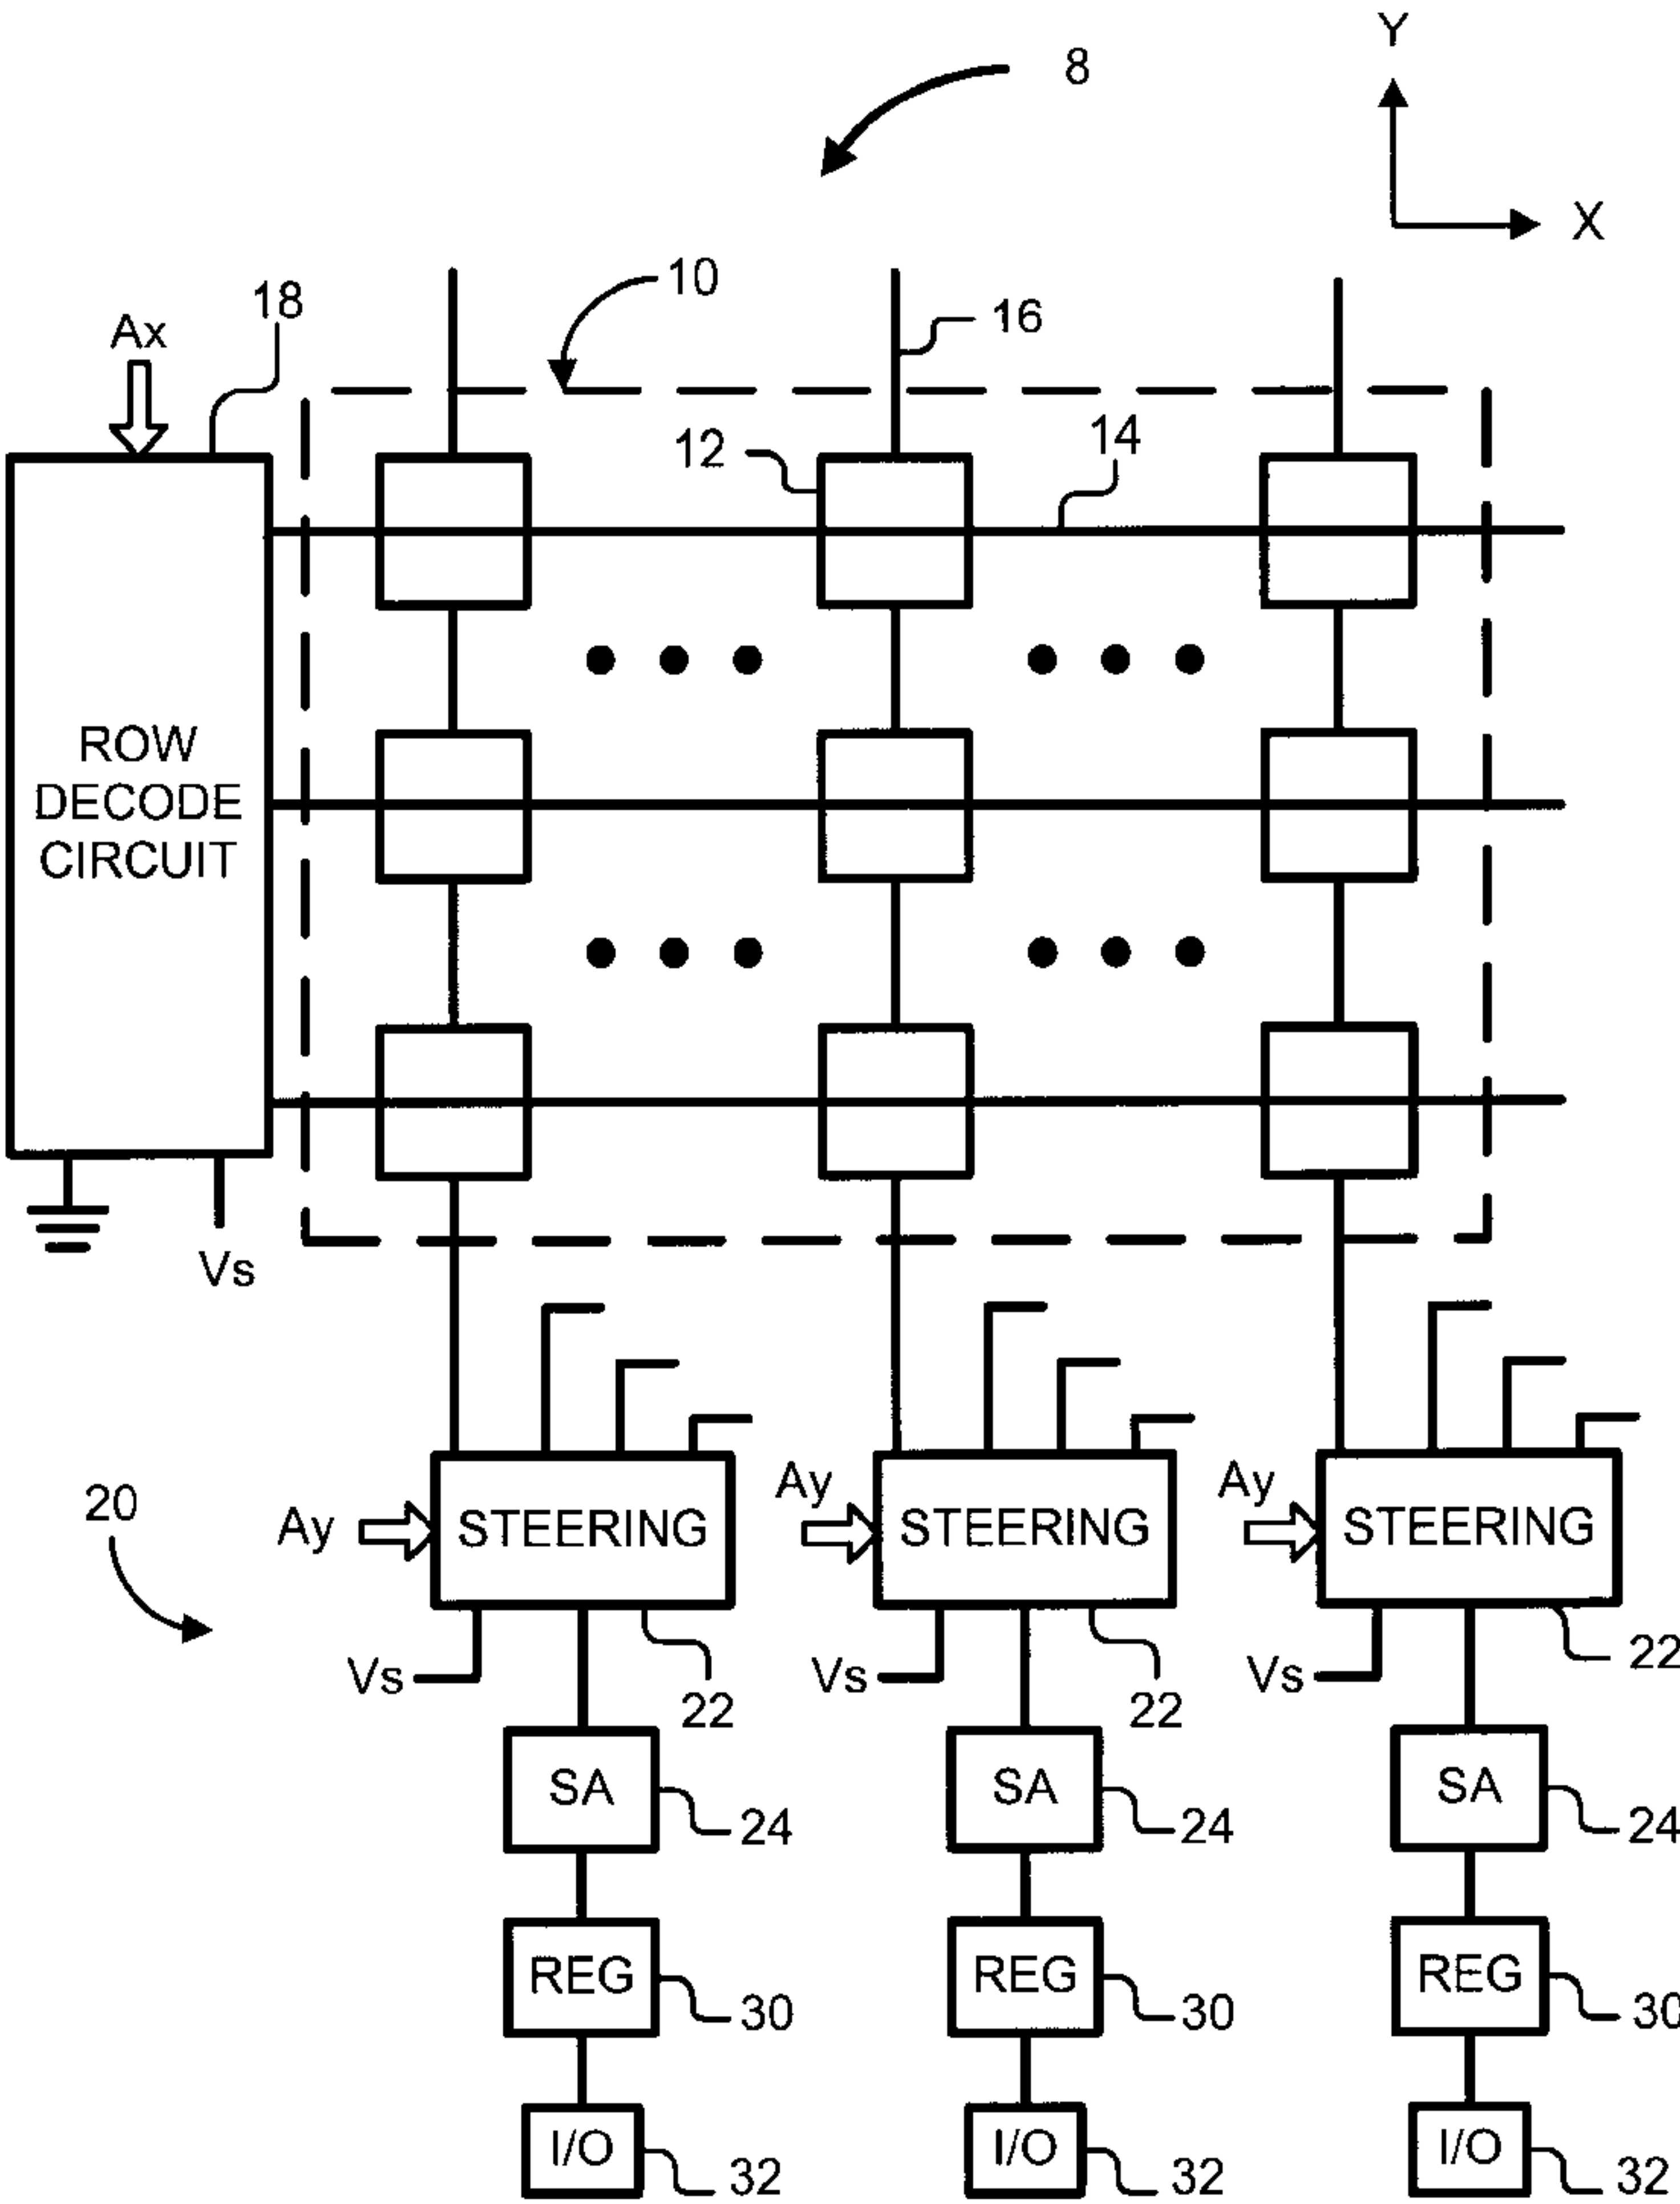 Y
8
X
10
16
18
Ax
12
14
ROW
DECODE
CIRCUIT
Vs
20
Ay
STEERING
Ay
STEERING
Ay
STEERING
Vs
22
Vs
22
Vs
22
SA
24
SA
24
SA
24
REG
30
REG
30
REG
30
I/O
32
I/O
32
I/O
32